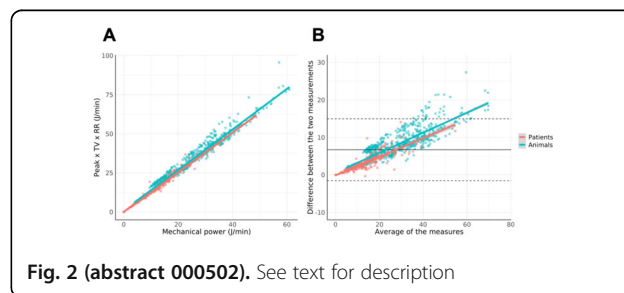 A
B
Peak x TV x RR (J/min)
100
75
50
25
0
0
20
40
60
Mechanical power (J/min)
Difference between the two measurements
30
20
10
0
-10
0
20
40
60
80
Average of the measures
Patients
Animals
Fig. 2 (abstract 000502). See text for description